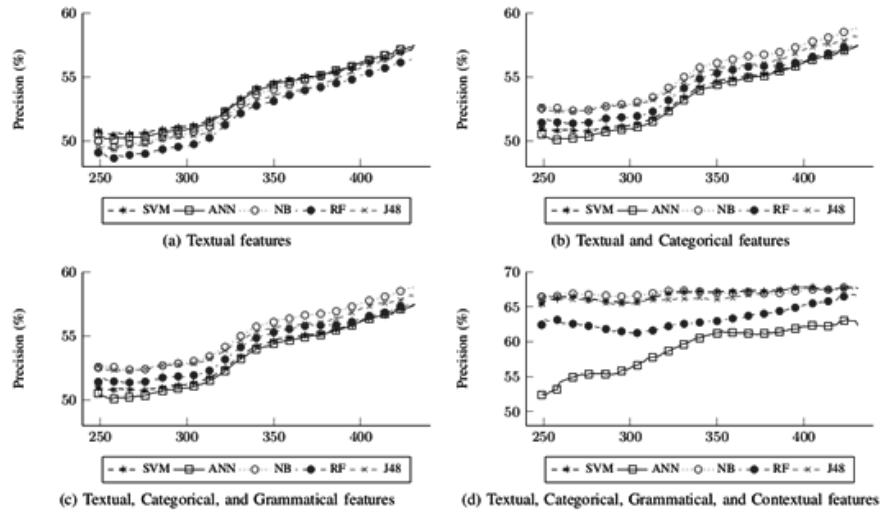 60
55
50
Precision (%)
250 300 350 400
SVM ANN NB RF J48
(a) Textual features
60
55
50
Precision (%)
250 300 350 400
SVM ANN NB RF J48
(b) Textual and Categorical features
60
55
50
Precision (%)
250 300 350 400
SVM ANN NB RF J48
(c) Textual, Categorical, and Grammatical features
70
65
60
55
50
Precision (%)
250 300 350 400
SVM ANN NB RF J48
(d) Textual, Categorical, Grammatical, and Contextual features